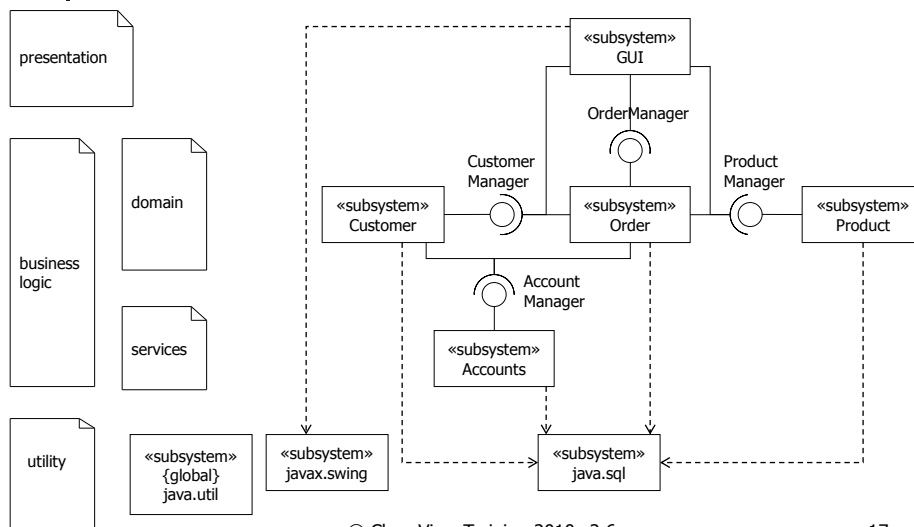 presentation
«subsystem»
GUI
OrderManager
Customer
Manager
Product
Manager
domain
«subsystem»
Customer
«subsystem»
Order
«subsystem»
Product
business
logic
Account
Manager
services
«subsystem»
Accounts
utility
«subsystem»
{global}
java.util
«subsystem»
javax.swing
«subsystem»
java.sql
17